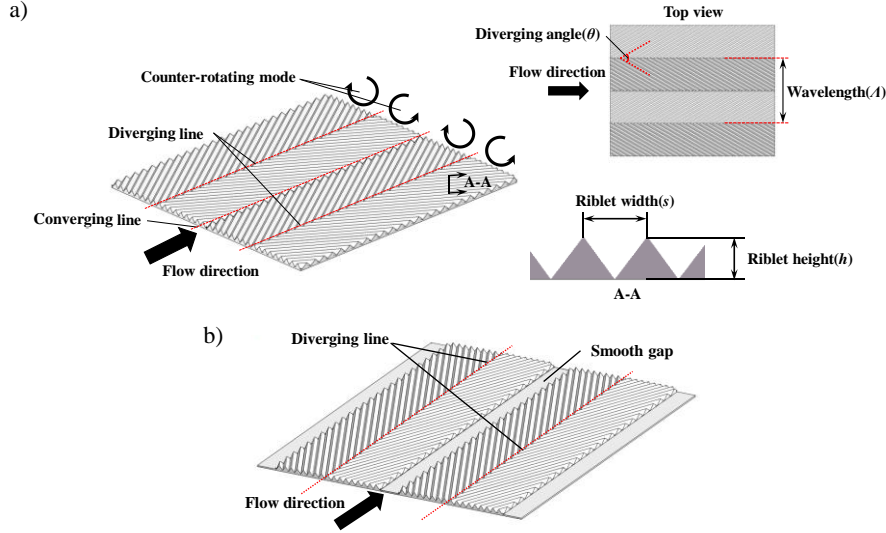 a)
Counter-rotating mode
Diverging line
Converging line
Flow direction
A-A
Top view
Diverging angle(θ)
Flow direction
Wavelength(Λ)
Riblet width(s)
Riblet height(h)
A-A
b)
Diverging line
Smooth gap
Flow direction